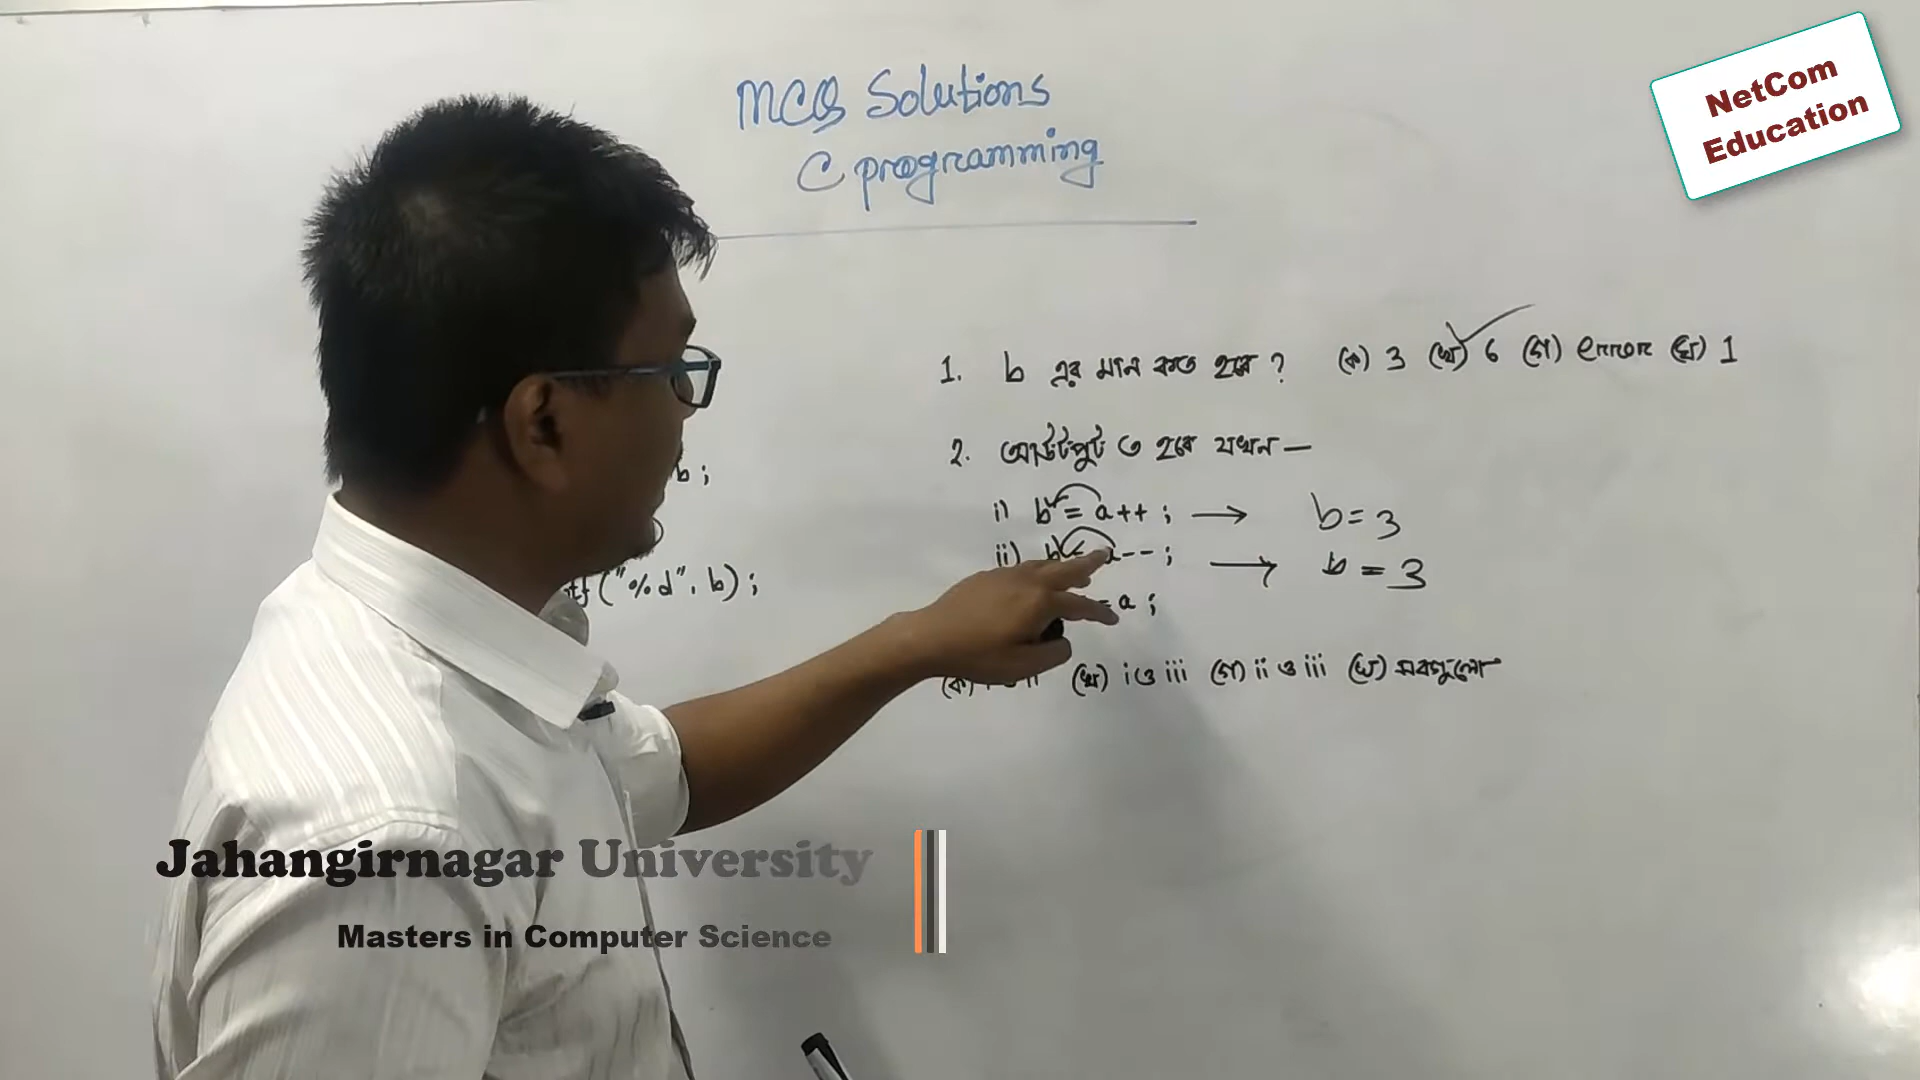 MCQ Solutions
C programming
NetCom
Education
1. b এর মান কত হবে ? (ক) 3 (খ) 6 (গ) error (ঘ) 1
2. আউটপুট ৩ হবে যখন—
b ;
i) b = a++ ; → b = 3
ii) b = a-- ; → b = 3
("%d", b) ;
= a ;
(ক) i ও ii (খ) i ও iii (গ) ii ও iii (ঘ) সবগুলো
Jahangirnagar University
Masters in Computer Science